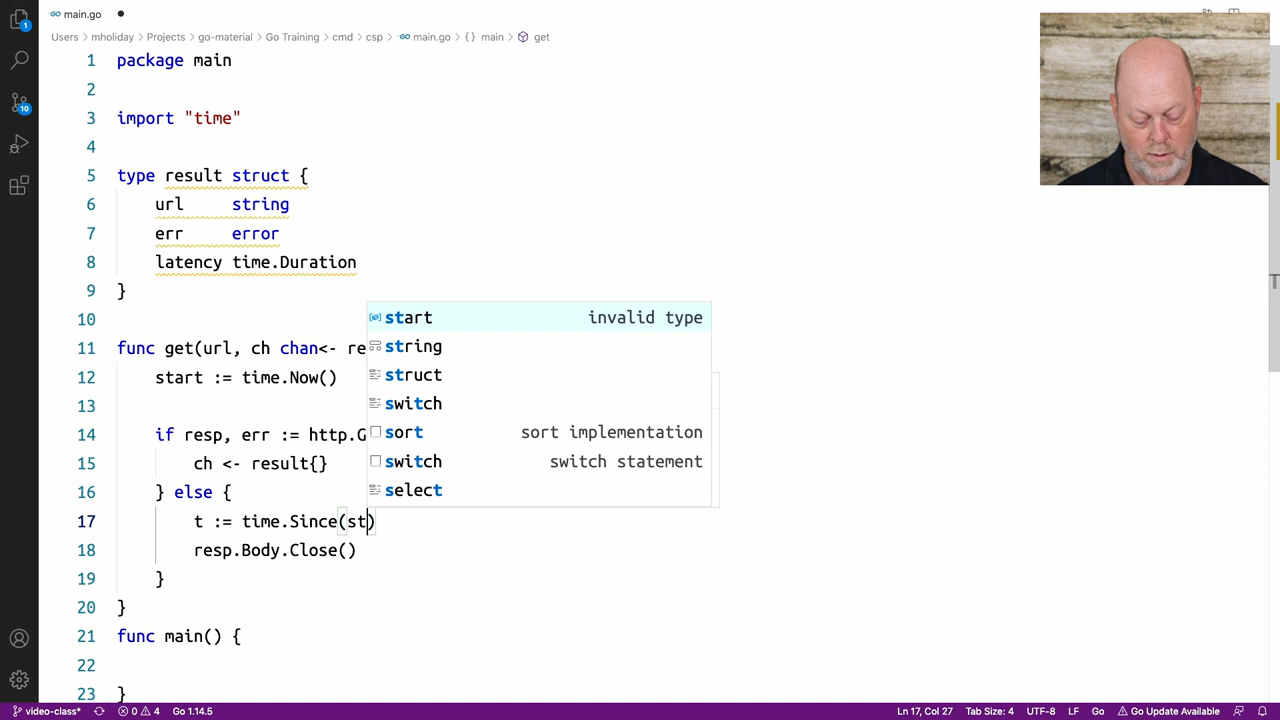 main.go
Users mholiday Projects go-material Go Training cmd csp main.go {} main get
1 package main
2
3 import "time"
4
5 type result struct {
6 url string
7 err error
8 latency time.Duration
9 }
10
11 func get(url, ch chan<- re
12 start := time.Now()
13
14 if resp, err := http.G
15 ch <- result{}
16 } else {
17 t := time.Since(st)
18 resp.Body.Close()
19 }
20 }
21 func main() {
22
23 }
start invalid type
string
struct
switch
sort sort implementation
switch switch statement
select
1
10
video-class* 0 4 Go 1.14.5 Ln 17, Col 27 Tab Size: 4 UTF-8 LF Go Go Update Available